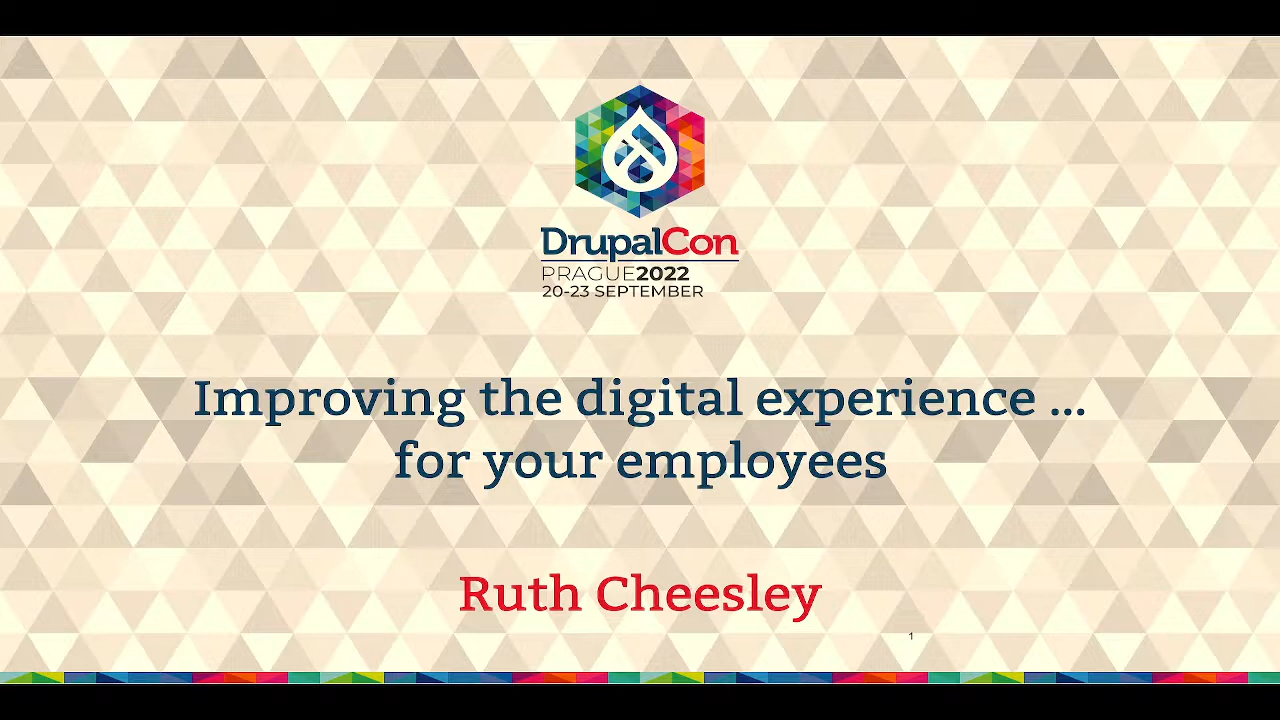 DrupalCon
PRAGUE2022
20-23 SEPTEMBER
Improving the digital experience ...
for your employees
Ruth Cheesley
1